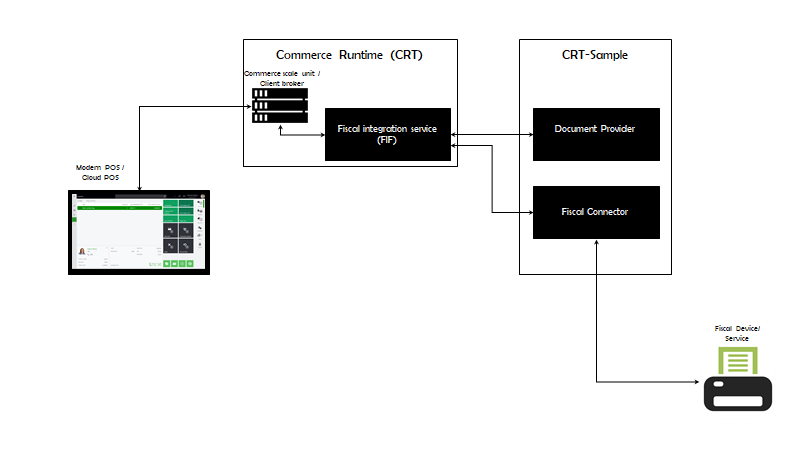 Commerce Runtime (CRT)
Commerce scale unit /
Client broker
Fiscal integration service
(FIF)
CRT-Sample
Document Provider
Fiscal Connector
Modern POS /
Cloud POS
Fiscal Device/
Service